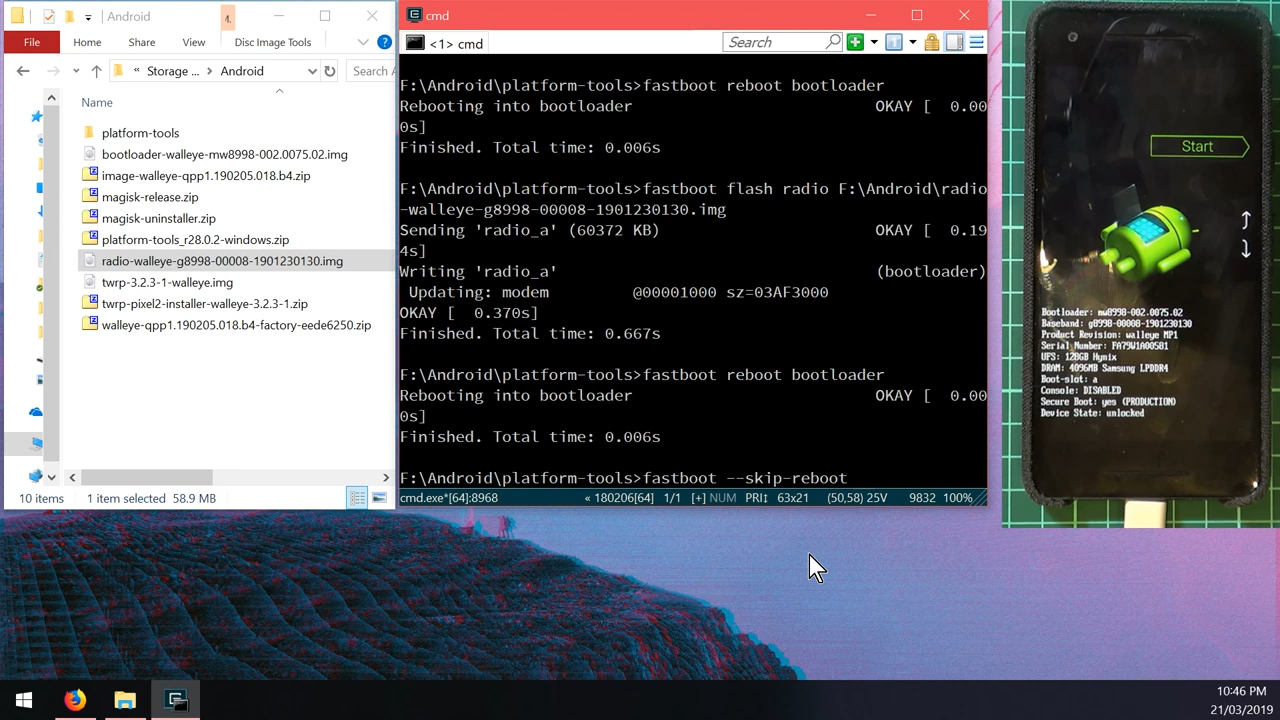 Android
File
Home
Share
View
Disc Image Tools
Storage ...
Android
Search
Name
platform-tools
bootloader-walleye-mw8998-002.0075.02.img
image-walleye-qpp1.190205.018.b4.zip
magisk-release.zip
magisk-uninstaller.zip
platform-tools_r28.0.2-windows.zip
radio-walleye-g8998-00008-1901230130.img
twrp-3.2.3-1-walleye.img
twrp-pixel2-installer-walleye-3.2.3-1.zip
walleye-qpp1.190205.018.b4-factory-eede6250.zip
10 items
1 item selected 58.9 MB
cmd
<1> cmd
Search
F:\Android\platform-tools>fastboot reboot bootloader
Rebooting into bootloader OKAY [ 0.00
0s]
Finished. Total time: 0.006s
F:\Android\platform-tools>fastboot flash radio F:\Android\radio
-walleye-g8998-00008-1901230130.img
Sending 'radio_a' (60372 KB) OKAY [ 0.19
4s]
Writing 'radio_a' (bootloader)
Updating: modem @00001000 sz=03AF3000
OKAY [ 0.370s]
Finished. Total time: 0.667s
F:\Android\platform-tools>fastboot reboot bootloader
Rebooting into bootloader OKAY [ 0.00
0s]
Finished. Total time: 0.006s
F:\Android\platform-tools>fastboot --skip-reboot
cmd.exe*[64]:8968 « 180206[64] 1/1 [+] NUM PRI↕ 63x21 (50,58) 25V 9832 100%
Start
Bootloader: mw8998-002.0075.02
Baseband: g8998-00008-1901230130
Product Revision: walleye MP1
Serial Number: FA79W1A00581
UFS: 128GB Hynix
DRAM: 4096MB Samsung LPDDR4
Boot-slot: a
Console: DISABLED
Secure Boot: yes (PRODUCTION)
Device State: unlocked
10:46 PM
21/03/2019